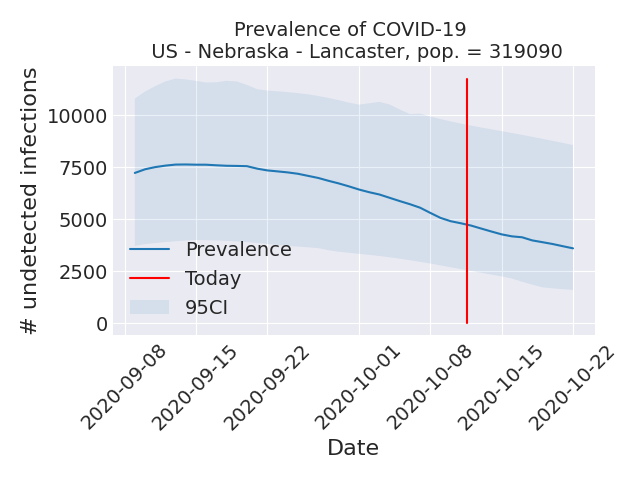 Prevalence of COVID-19
US - Nebraska - Lancaster, pop. = 319090
# undetected infections
10000
7500
5000
2500
0
Prevalence
Today
95CI
2020-09-08
2020-09-15
2020-09-22
2020-10-01
2020-10-08
2020-10-15
2020-10-22
Date